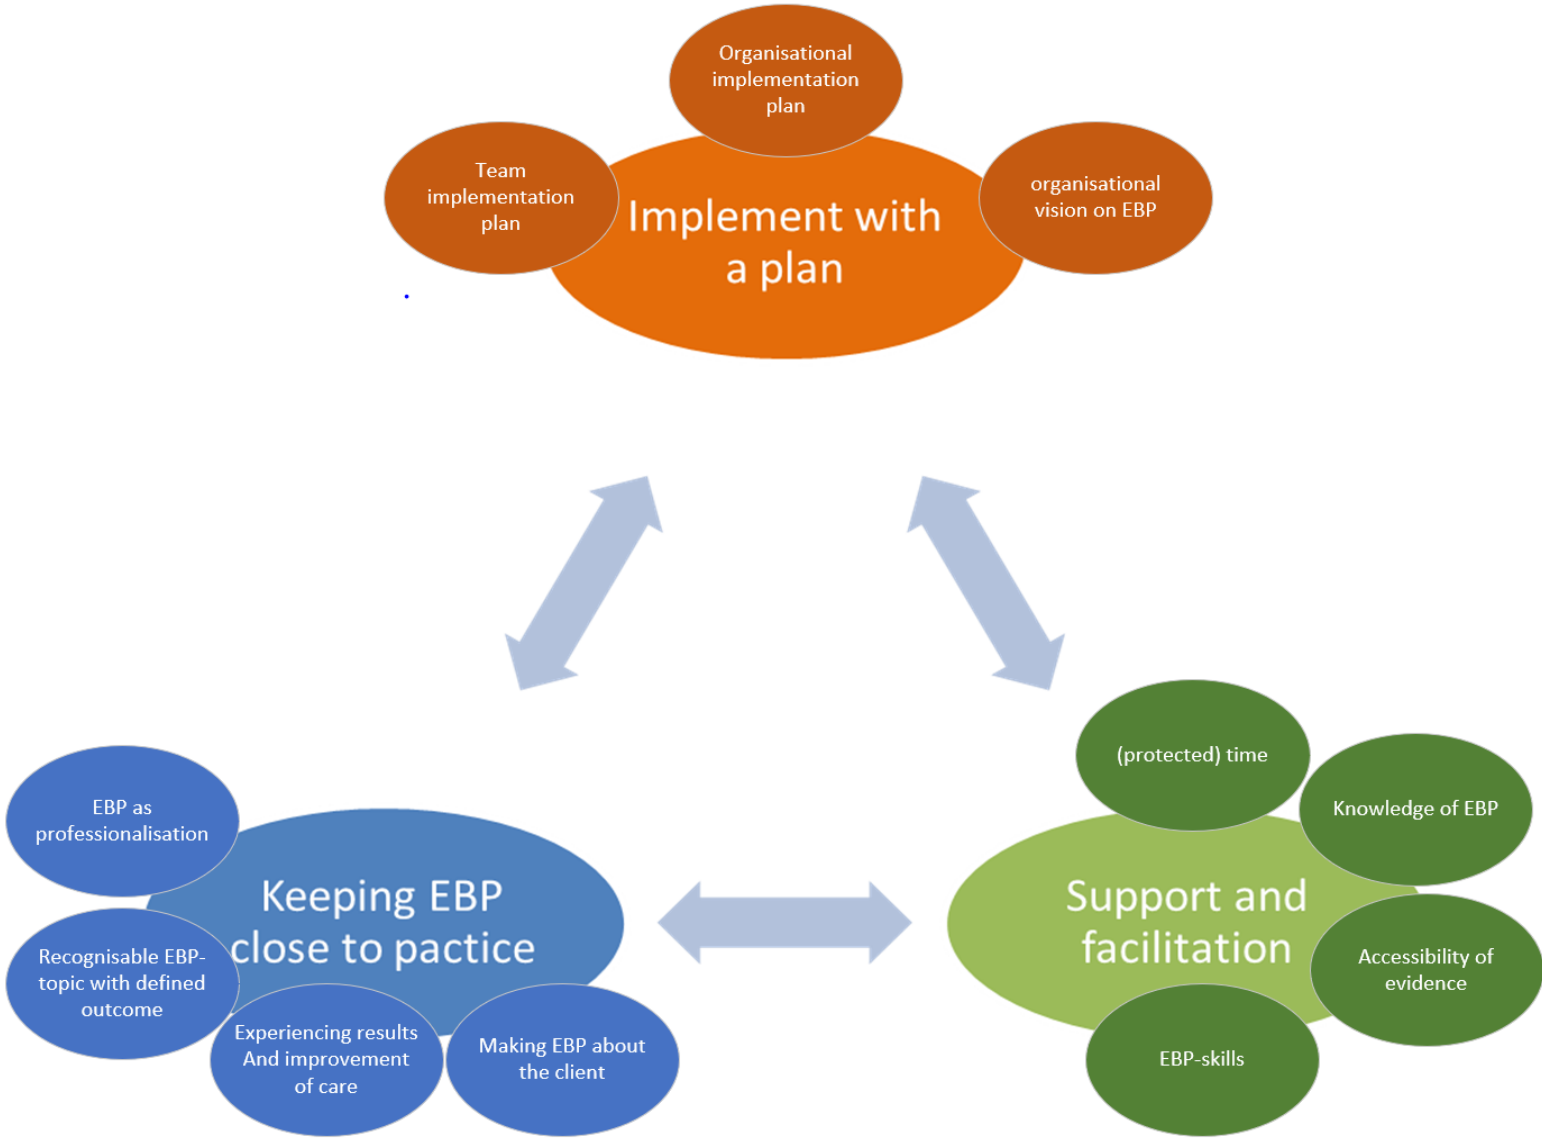 Organisational
implementation
plan
Team
implementation
plan
organisational
vision on EBP
Implement with
a plan
EBP as
professionalisation
Recognisable EBP-
topic with defined
outcome
Experiencing results
And improvement
of care
Making EBP about
the client
Keeping EBP
close to pactice
(protected) time
Knowledge of EBP
Accessibility of
evidence
EBP-skills
Support and
facilitation